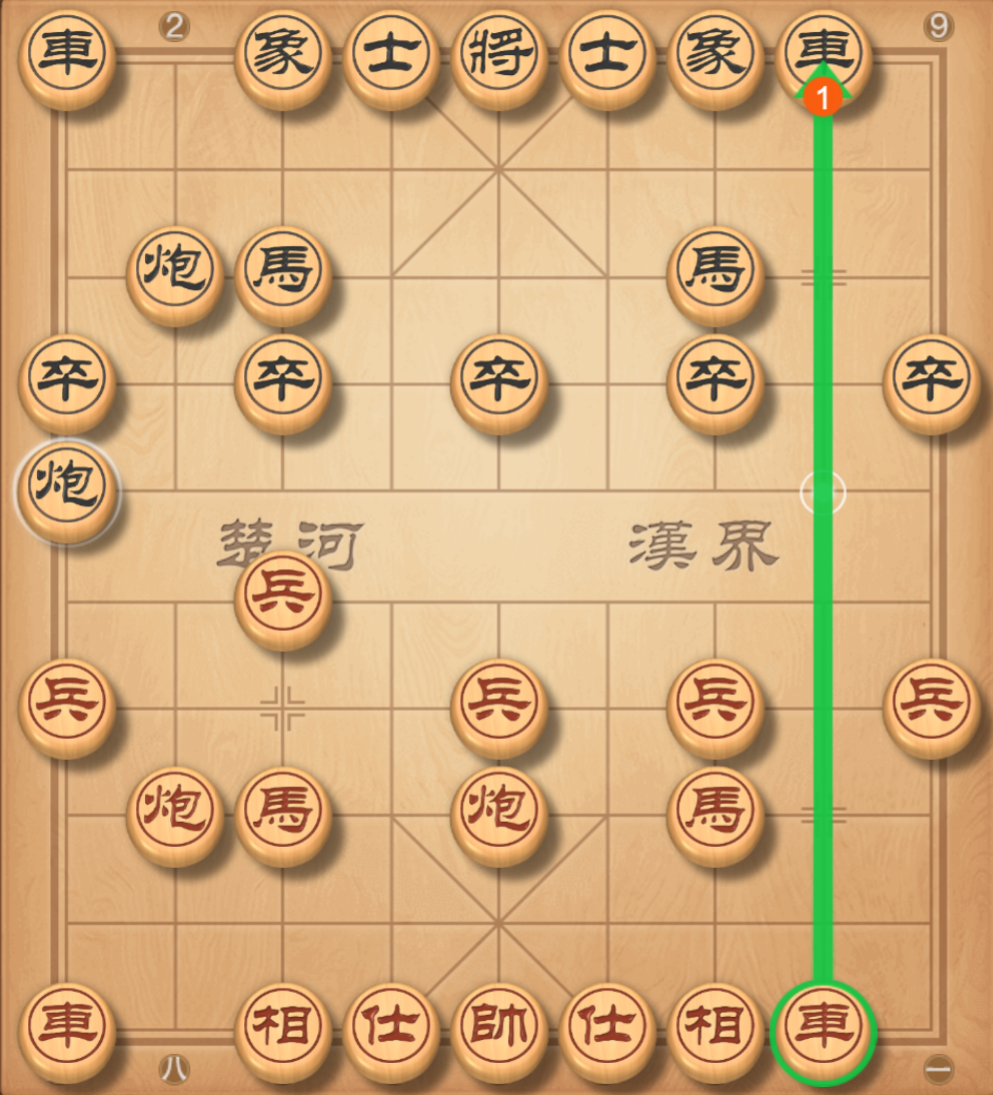 2 9
車 象 士 將 士 象 車
1
炮 馬 馬
卒 卒 卒 卒 卒
炮
楚河 漢界
兵
兵 兵 兵 兵
炮 馬 炮 馬
車 相 仕 帥 仕 相 車
八 一